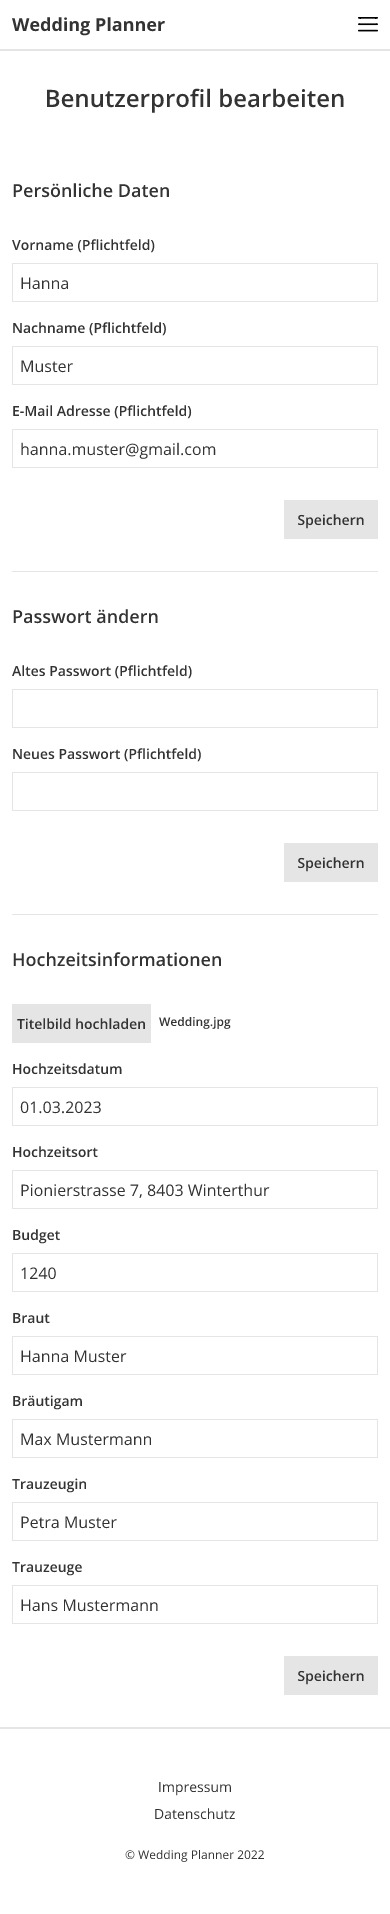 Wedding Planner
Benutzerprofil bearbeiten
Persönliche Daten
Vorname (Pflichtfeld)
Hanna
Nachname (Pflichtfeld)
Muster
E-Mail Adresse (Pflichtfeld)
hanna.muster@gmail.com
Speichern
Passwort ändern
Altes Passwort (Pflichtfeld)
Neues Passwort (Pflichtfeld)
Speichern
Hochzeitsinformationen
Titelbild hochladen Wedding.jpg
Hochzeitsdatum
01.03.2023
Hochzeitsort
Pionierstrasse 7, 8403 Winterthur
Budget
1240
Braut
Hanna Muster
Bräutigam
Max Mustermann
Trauzeugin
Petra Muster
Trauzeuge
Hans Mustermann
Speichern
Impressum
Datenschutz
© Wedding Planner 2022